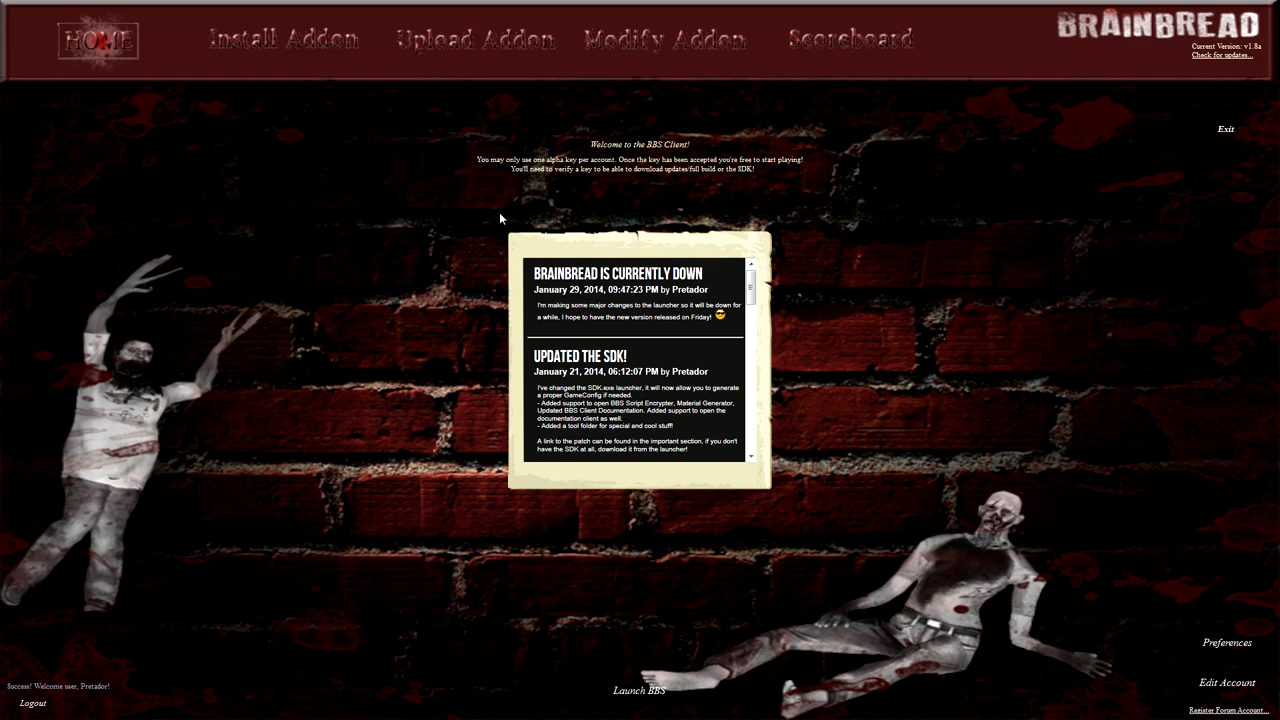 HOME
Install Addon
Upload Addon
Modify Addon
Scoreboard
BRAINBREAD
Current Version: v1.8a
Check for updates...
Exit
Welcome to the BBS Client!
You may only use one alpha key per account. Once the key has been accepted you're free to start playing!
You'll need to verify a key to be able to download updates/full build or the SDK!
BRAINBREAD IS CURRENTLY DOWN
January 29, 2014, 09:47:23 PM by Pretador
I'm making some major changes to the launcher so it will be down for
a while, I hope to have the new version released on Friday!
UPDATED THE SDK!
January 21, 2014, 06:12:07 PM by Pretador
I've changed the SDK.exe launcher, it will now allow you to generate
a proper GameConfig if needed.
- Added support to open BBS Script Encrypter, Material Generator,
Updated BBS Client Documentation. Added support to open the
documentation client as well.
- Added a tool folder for special and cool stuff!
A link to the patch can be found in the important section, if you don't
have the SDK at all, download it from the launcher!
Preferences
Edit Account
Register Forum Account...
Launch BBS
Success! Welcome user, Pretador!
Logout